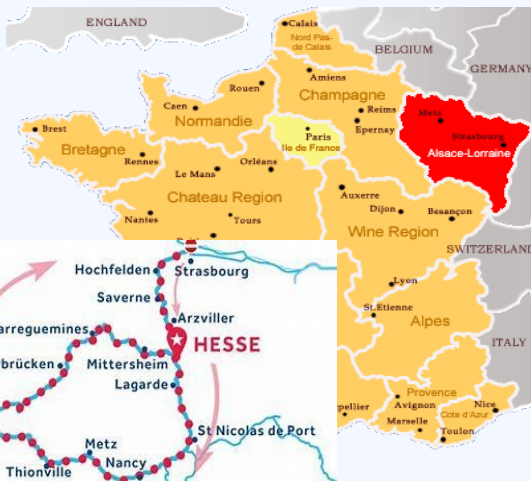 ENGLAND
Calais
Nord Pas-
de Calais
BELGIUM
GERMANY
Amiens
Rouen
Champagne
Caen
Reims
Metz
Normandie
Epernay
Strasbourg
Brest
Paris
Ile de France
Alsace-Lorraine
Bretagne
Rennes
Orléans
Le Mans
Chateau Region
Auxerre
Dijon
Besançon
Nantes
Tours
Wine Region
SWITZERLAND
Lyon
St.Etienne
Alpes
ITALY
Provence
Avignon
Nice
Cote d'Azur
Marseille
Toulon
Strasbourg
Hochfelden
Saverne
Arzviller
HESSE
Mittersheim
Lagarde
St Nicolas de Port
Metz
Nancy
Thionville